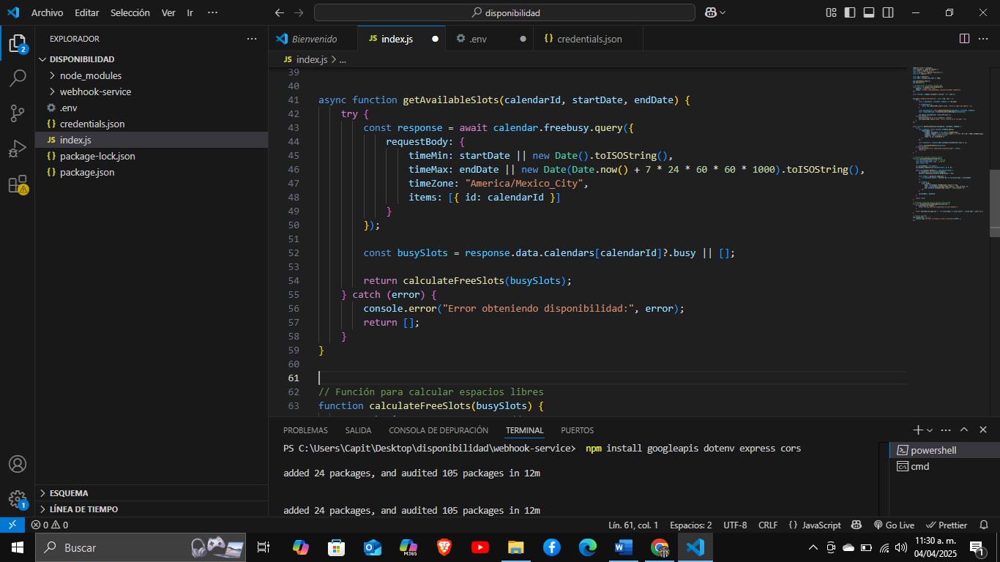 Archivo Editar Selección Ver Ir ···
disponibilidad
EXPLORADOR
DISPONIBILIDAD
node_modules
webhook-service
.env
credentials.json
index.js
package-lock.json
package.json
ESQUEMA
LÍNEA DE TIEMPO
2
1
Bienvenido
JS index.js
.env
{} credentials.json
JS index.js > ...
39
40
41 async function getAvailableSlots(calendarId, startDate, endDate) {
42 try {
43 const response = await calendar.freebusy.query({
44 requestBody: {
45 timeMin: startDate || new Date().toISOString(),
46 timeMax: endDate || new Date(Date.now() + 7 * 24 * 60 * 60 * 1000).toISOString(),
47 timeZone: "America/Mexico_City",
48 items: [{ id: calendarId }]
49 }
50 });
51
52 const busySlots = response.data.calendars[calendarId]?.busy || [];
53
54 return calculateFreeSlots(busySlots);
55 } catch (error) {
56 console.error("Error obteniendo disponibilidad:", error);
57 return [];
58 }
59 }
60
61
62 // Función para calcular espacios libres
63 function calculateFreeSlots(busySlots) {
PROBLEMAS SALIDA CONSOLA DE DEPURACIÓN TERMINAL PUERTOS
PS C:\Users\Capit\Desktop\disponibilidad\webhook-service> npm install googleapis dotenv express cors
added 24 packages, and audited 105 packages in 12m
added 24 packages, and audited 105 packages in 12m
powershell
cmd
0 0
Lín. 61, col. 1 Espacios: 2 UTF-8 CRLF {} JavaScript Go Live Prettier
Buscar
M365
11:30 a. m.
04/04/2025
1